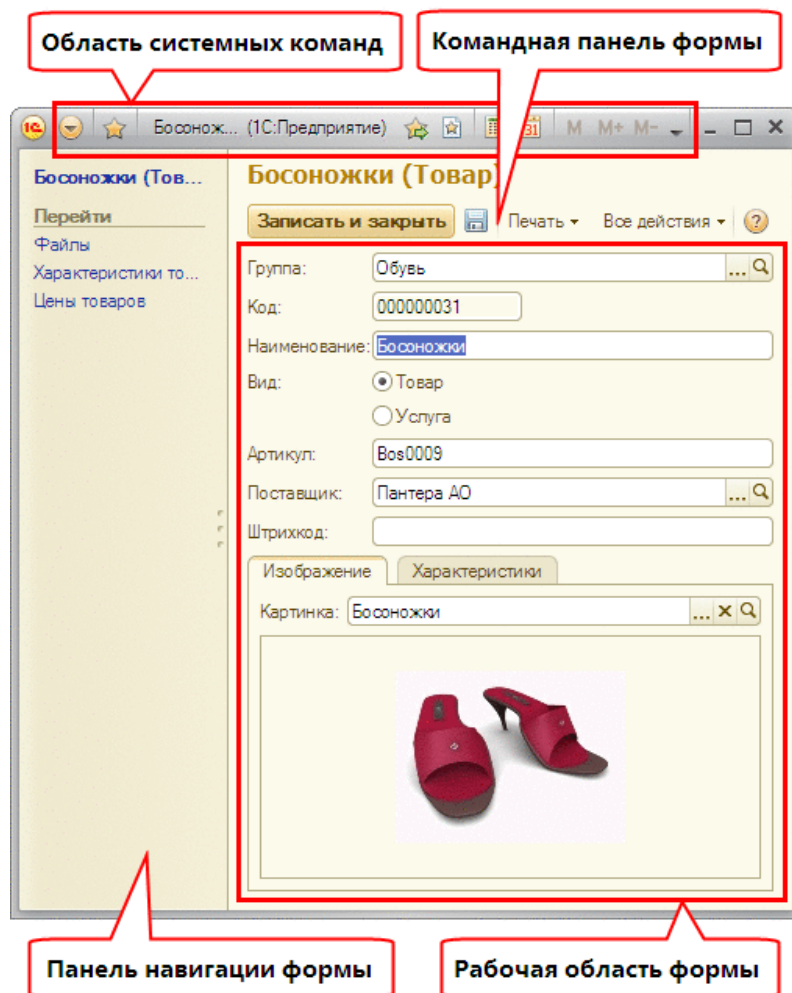 Область системных команд
Командная панель формы
1С Босонож... (1С:Предприятие) 31 M M+ M-
Босоножки (Тов...
Перейти
Файлы
Характеристики то...
Цены товаров
Босоножки (Товар)
Записать и закрыть Печать Все действия ?
Группа: Обувь ...
Код: 000000031
Наименование: Босоножки
Вид: Товар
Услуга
Артикул: Bos0009
Поставщик: Пантера АО ...
Штрихкод:
Изображение Характеристики
Картинка: Босоножки ...
Панель навигации формы
Рабочая область формы